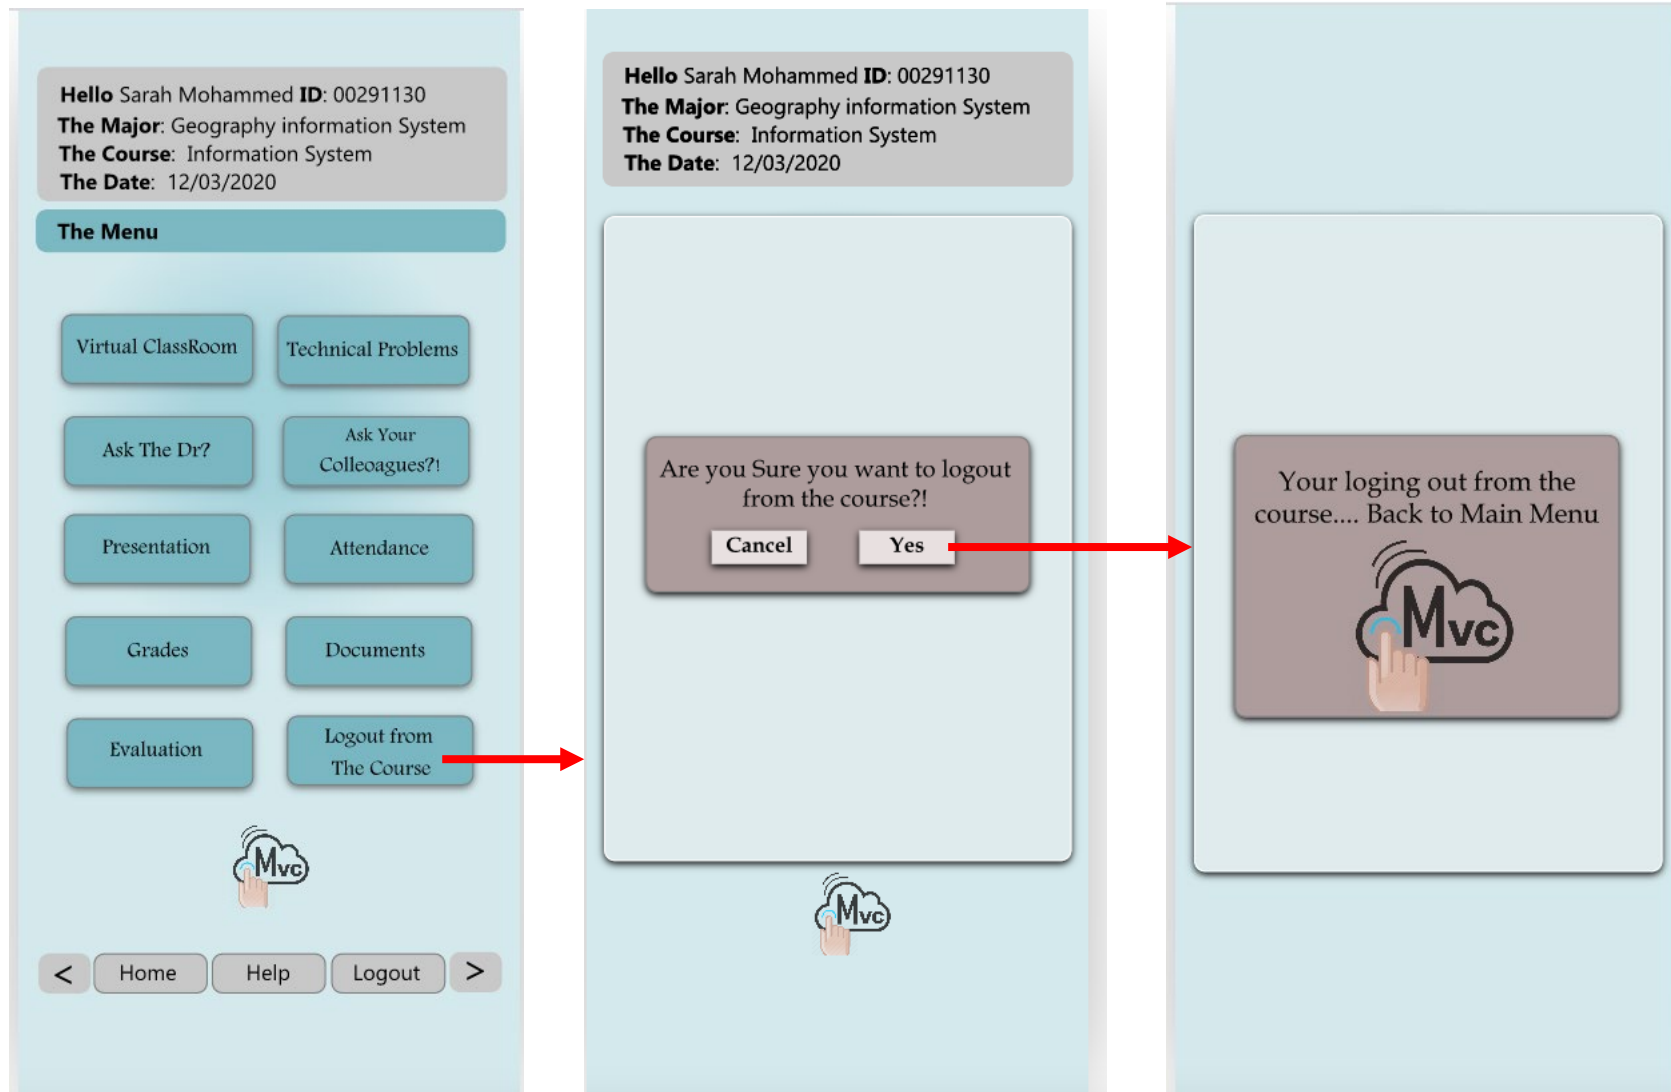 Hello Sarah Mohammed ID: 00291130
The Major: Geography information System
The Course: Information System
The Date: 12/03/2020
The Menu
Virtual ClassRoom
Technical Problems
Ask The Dr?
Ask Your
Colleoagues?!
Presentation
Attendance
Grades
Documents
Evaluation
Logout from
The Course
Mvc
< Home Help Logout >
Hello Sarah Mohammed ID: 00291130
The Major: Geography information System
The Course: Information System
The Date: 12/03/2020
Are you Sure you want to logout
from the course?!
Cancel Yes
Mvc
Your loging out from the
course.... Back to Main Menu
Mvc